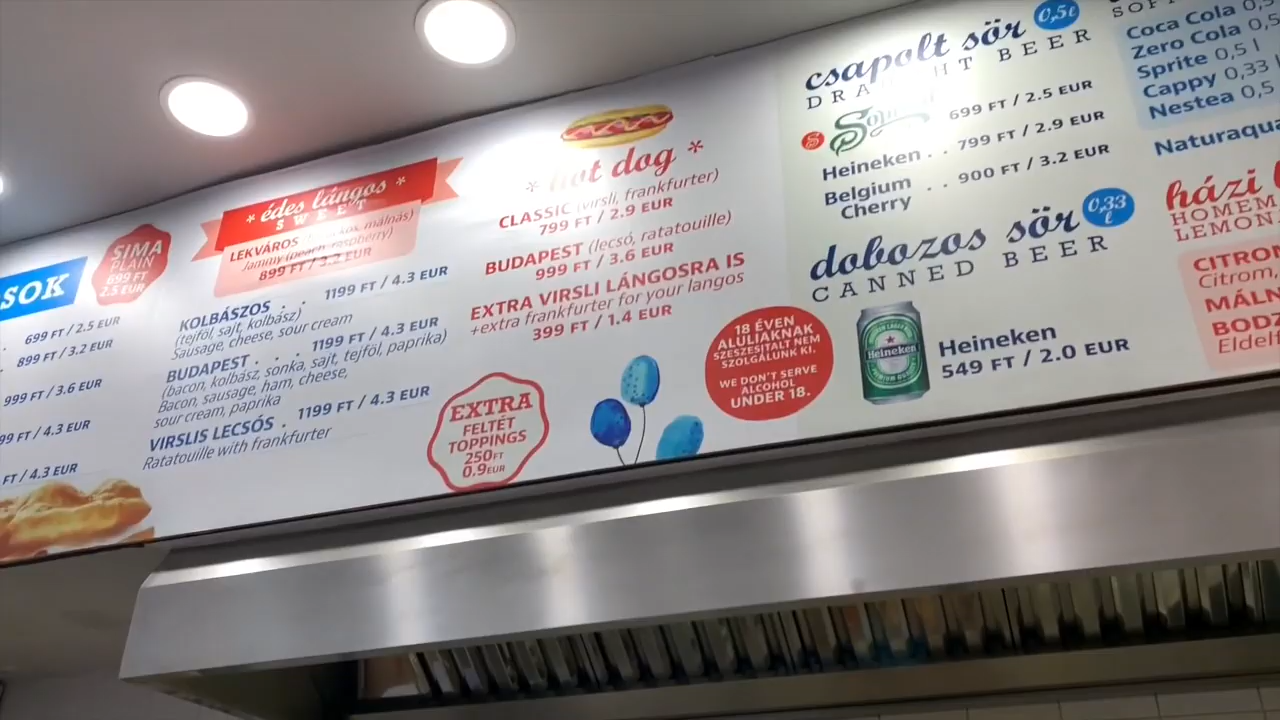 SOK
SIMA
PLAIN
699 FT
2.5 EUR
699 FT / 2.5 EUR
899 FT / 3.2 EUR
999 FT / 3.6 EUR
99 FT / 4.3 EUR
FT / 4.3 EUR
* édes lángos *
SWEET
LEKVÁROS
Jammy (peach, raspberry)
899 FT / 3.2 EUR
KOLBÁSZOS . . 1199 FT / 4.3 EUR
(tejföl, sajt, kolbász)
Sausage, cheese, sour cream
BUDAPEST . . . 1199 FT / 4.3 EUR
(bacon, kolbász, sonka, sajt, tejföl, paprika)
Bacon, sausage, ham, cheese,
sour cream, paprika
VIRSLIS LECSÓS . 1199 FT / 4.3 EUR
Ratatouille with frankfurter
* hot dog *
CLASSIC (virsli, frankfurter)
799 FT / 2.9 EUR
BUDAPEST (lecsó, ratatouille)
999 FT / 3.6 EUR
EXTRA VIRSLI LÁNGOSRA IS
+extra frankfurter for your langos
399 FT / 1.4 EUR
EXTRA
FELTÉT
TOPPINGS
250FT
0.9EUR
18 ÉVEN
ALULIAKNAK
SZESZESITALT NEM
SZOLGÁLUNK KI.
WE DON'T SERVE
ALCOHOL
UNDER 18.
csapolt sör 0,5ℓ
DRAUGHT BEER
699 FT / 2.5 EUR
Heineken . . 799 FT / 2.9 EUR
Belgium
Cherry . . 900 FT / 3.2 EUR
dobozos sör 0,33 ℓ
CANNED BEER
Heineken
Heineken
549 FT / 2.0 EUR
SOF
Coca Cola 0,5
Zero Cola 0,5
Sprite 0,5 l
Cappy 0,33 l
Nestea 0,5
Naturaqua
házi
HOMEM
LEMON
CITROM
Citrom,
MÁLN
BODZ
Eldelf